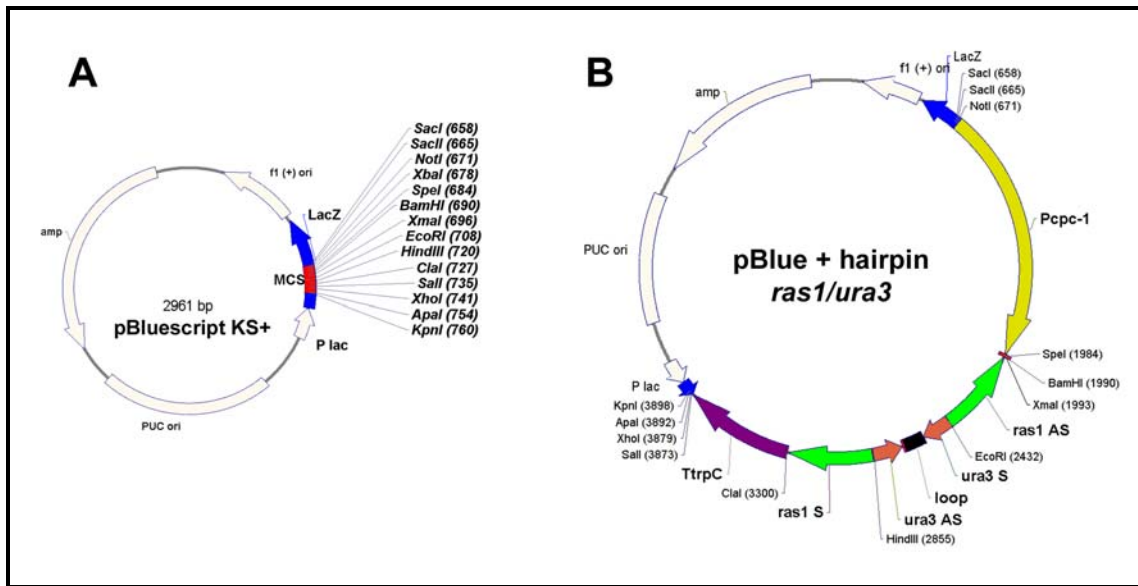 A
SacI (658)
SacII (665)
NotI (671)
XbaI (678)
SpeI (684)
BamHI (690)
XmaI (696)
EcoRI (708)
HindIII (720)
ClaI (727)
SalI (735)
XhoI (741)
ApaI (754)
KpnI (760)
f1 (+) ori
LacZ
amp
MCS
2961 bp
pBluescript KS+
P lac
PUC ori
B
LacZ
f1 (+) ori
SacI (658)
SacII (665)
NotI (671)
amp
Pcpc-1
PUC ori
pBlue + hairpin
ras1/ura3
SpeI (1984)
BamHI (1990)
XmaI (1993)
P lac
KpnI (3898)
ApaI (3892)
XhoI (3879)
SalI (3873)
ras1 AS
EcoRI (2432)
ura3 S
TtrpC
loop
ClaI (3300)
ras1 S
ura3 AS
HindIII (2855)